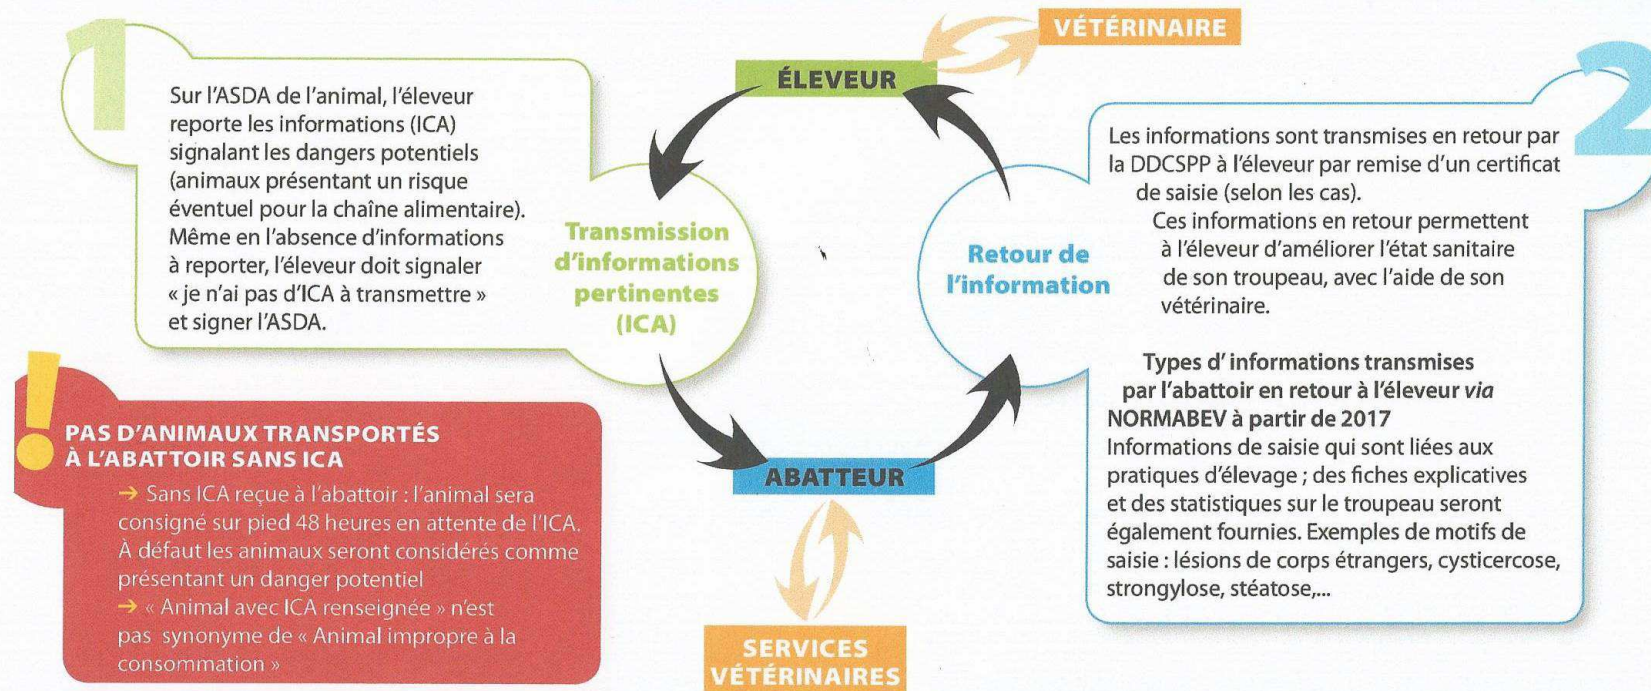 1
Sur l'ASDA de l'animal, l'éleveur
reporte les informations (ICA)
signalant les dangers potentiels
(animaux présentant un risque
éventuel pour la chaîne alimentaire).
Même en l'absence d'informations
à reporter, l'éleveur doit signaler
« je n'ai pas d'ICA à transmettre »
et signer l'ASDA.
Transmission
d'informations
pertinentes
(ICA)
VÉTÉRINAIRE
ÉLEVEUR
2
Les informations sont transmises en retour par
la DDCSPP à l'éleveur par remise d'un certificat
de saisie (selon les cas).
Ces informations en retour permettent
à l'éleveur d'améliorer l'état sanitaire
de son troupeau, avec l'aide de son
vétérinaire.
Retour de
l'information
Types d' informations transmises
par l'abattoir en retour à l'éleveur via
NORMABEV à partir de 2017
Informations de saisie qui sont liées aux
pratiques d'élevage ; des fiches explicatives
et des statistiques sur le troupeau seront
également fournies. Exemples de motifs de
saisie : lésions de corps étrangers, cysticercose,
strongylose, stéatose,...
!
PAS D'ANIMAUX TRANSPORTÉS
À L'ABATTOIR SANS ICA
→ Sans ICA reçue à l'abattoir : l'animal sera
consigné sur pied 48 heures en attente de l'ICA.
À défaut les animaux seront considérés comme
présentant un danger potentiel
→ « Animal avec ICA renseignée » n'est
pas synonyme de « Animal impropre à la
consommation »
ABATTEUR
SERVICES
VÉTÉRINAIRES